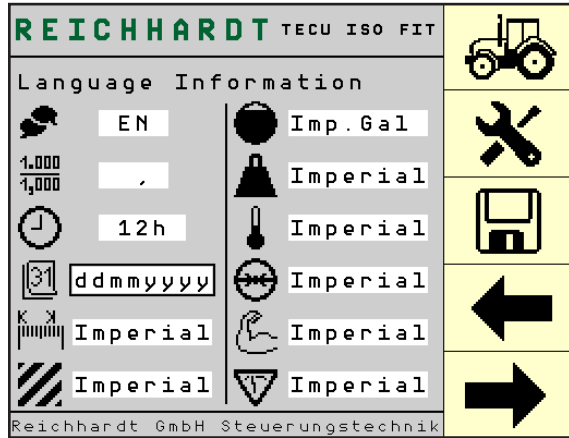 REICHHARDT TECU ISO FIT
Language Information
EN
Imp.Gal
1.000
1,000
,
Imperial
12h
Imperial
31
ddmmyyyy
Imperial
Imperial
Imperial
Imperial
Imperial
Reichhardt GmbH Steuerungstechnik